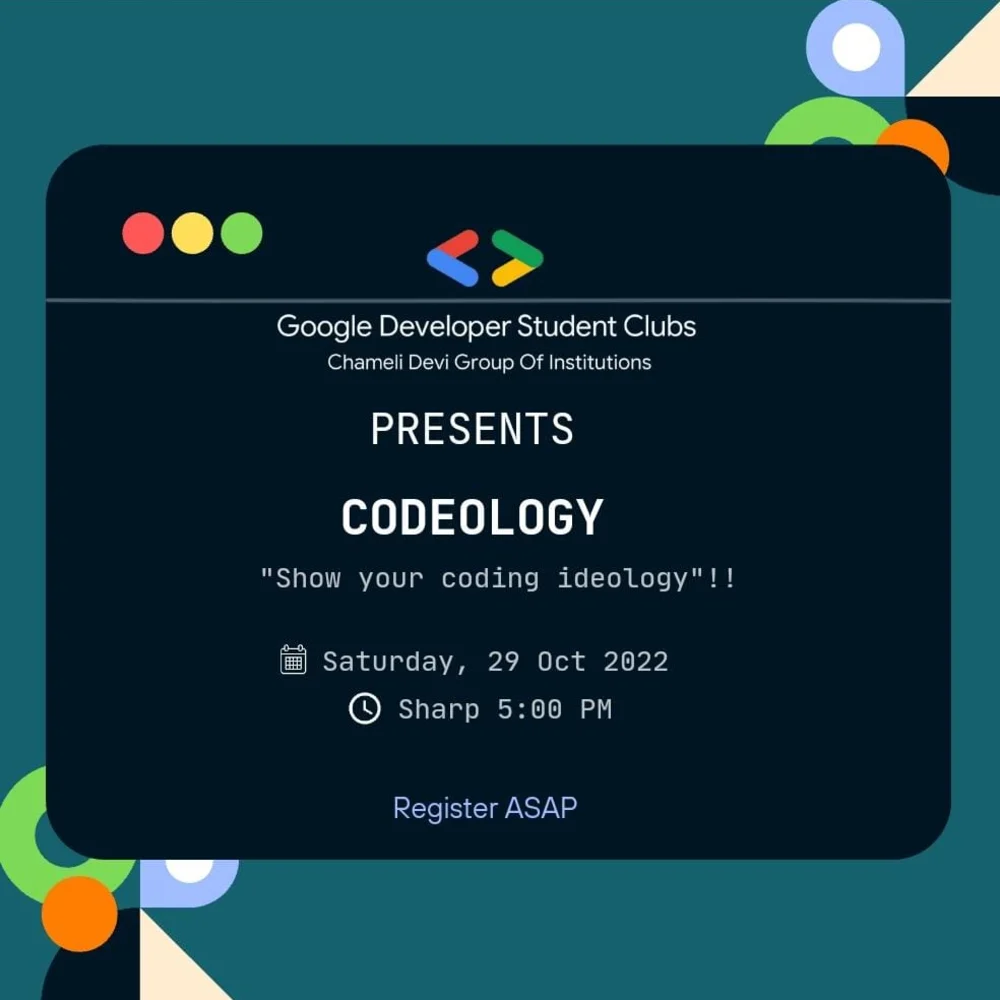 Google Developer Student Clubs
Chameli Devi Group Of Institutions
PRESENTS
CODEOLOGY
"Show your coding ideology"!!
Saturday, 29 Oct 2022
Sharp 5:00 PM
Register ASAP